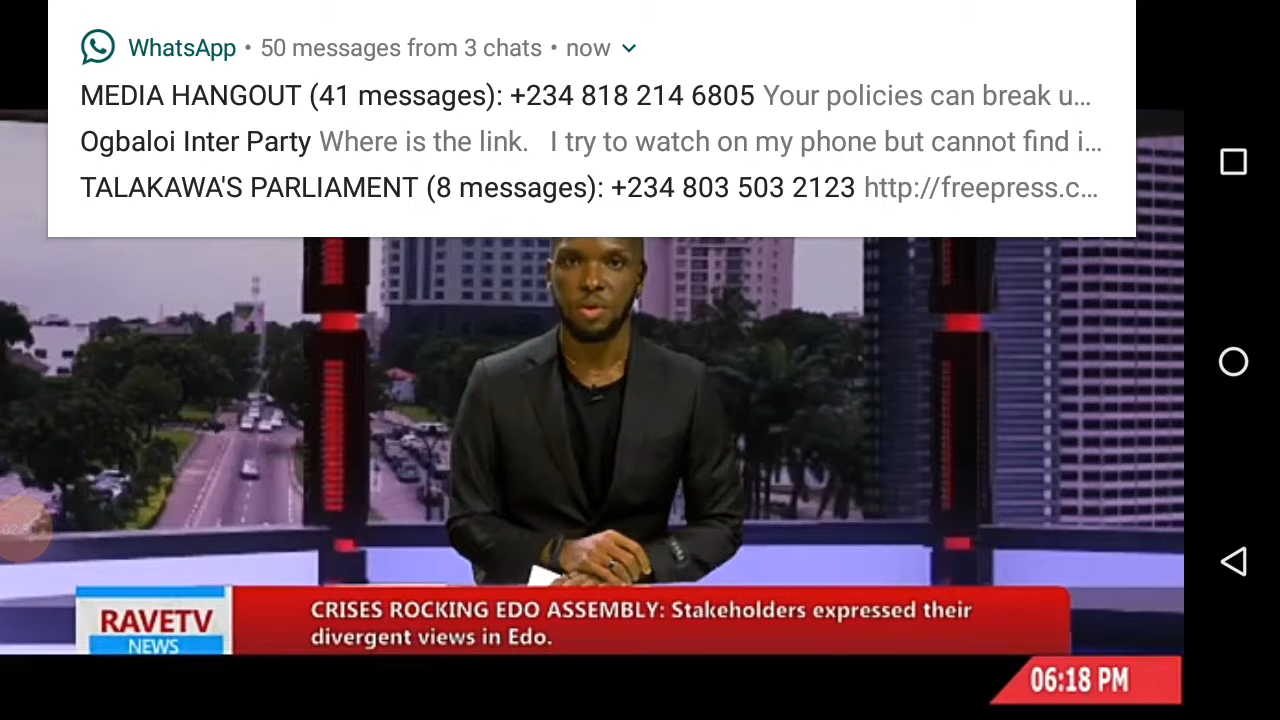 WhatsApp • 50 messages from 3 chats • now
MEDIA HANGOUT (41 messages): +234 818 214 6805 Your policies can break u...
Ogbaloi Inter Party Where is the link. I try to watch on my phone but cannot find i...
TALAKAWA'S PARLIAMENT (8 messages): +234 803 503 2123 http://freepress.c...
RAVETV
NEWS
CRISES ROCKING EDO ASSEMBLY: Stakeholders expressed their
divergent views in Edo.
06:18 PM